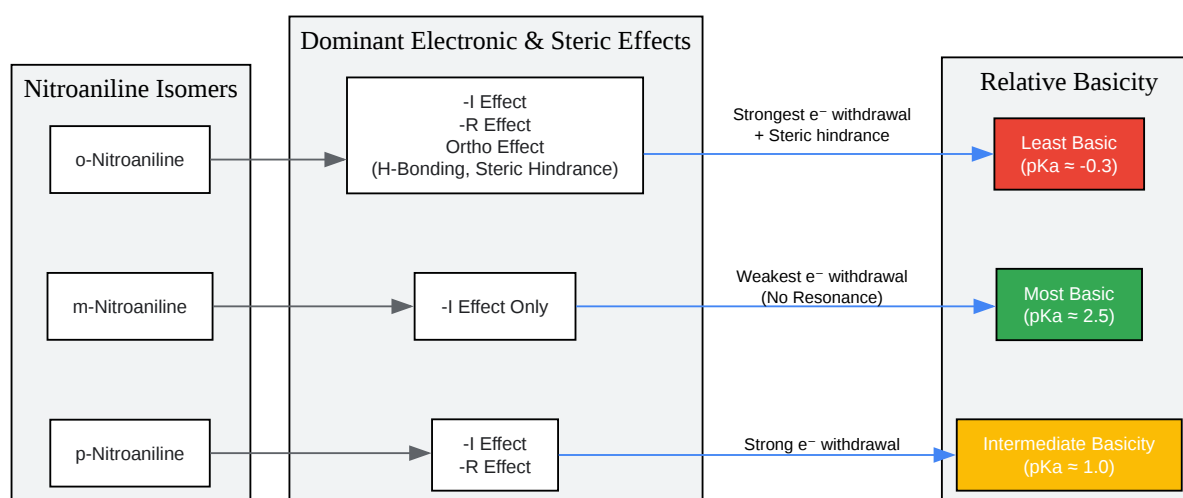 Nitroaniline Isomers
o-Nitroaniline
m-Nitroaniline
p-Nitroaniline
Dominant Electronic & Steric Effects
-I Effect
-R Effect
Ortho Effect
(H-Bonding, Steric Hindrance)
-I Effect Only
-I Effect
-R Effect
Strongest e⁻ withdrawal
+ Steric hindrance
Weakest e⁻ withdrawal
(No Resonance)
Strong e⁻ withdrawal
Relative Basicity
Least Basic
(pKa ≈ -0.3)
Most Basic
(pKa ≈ 2.5)
Intermediate Basicity
(pKa ≈ 1.0)